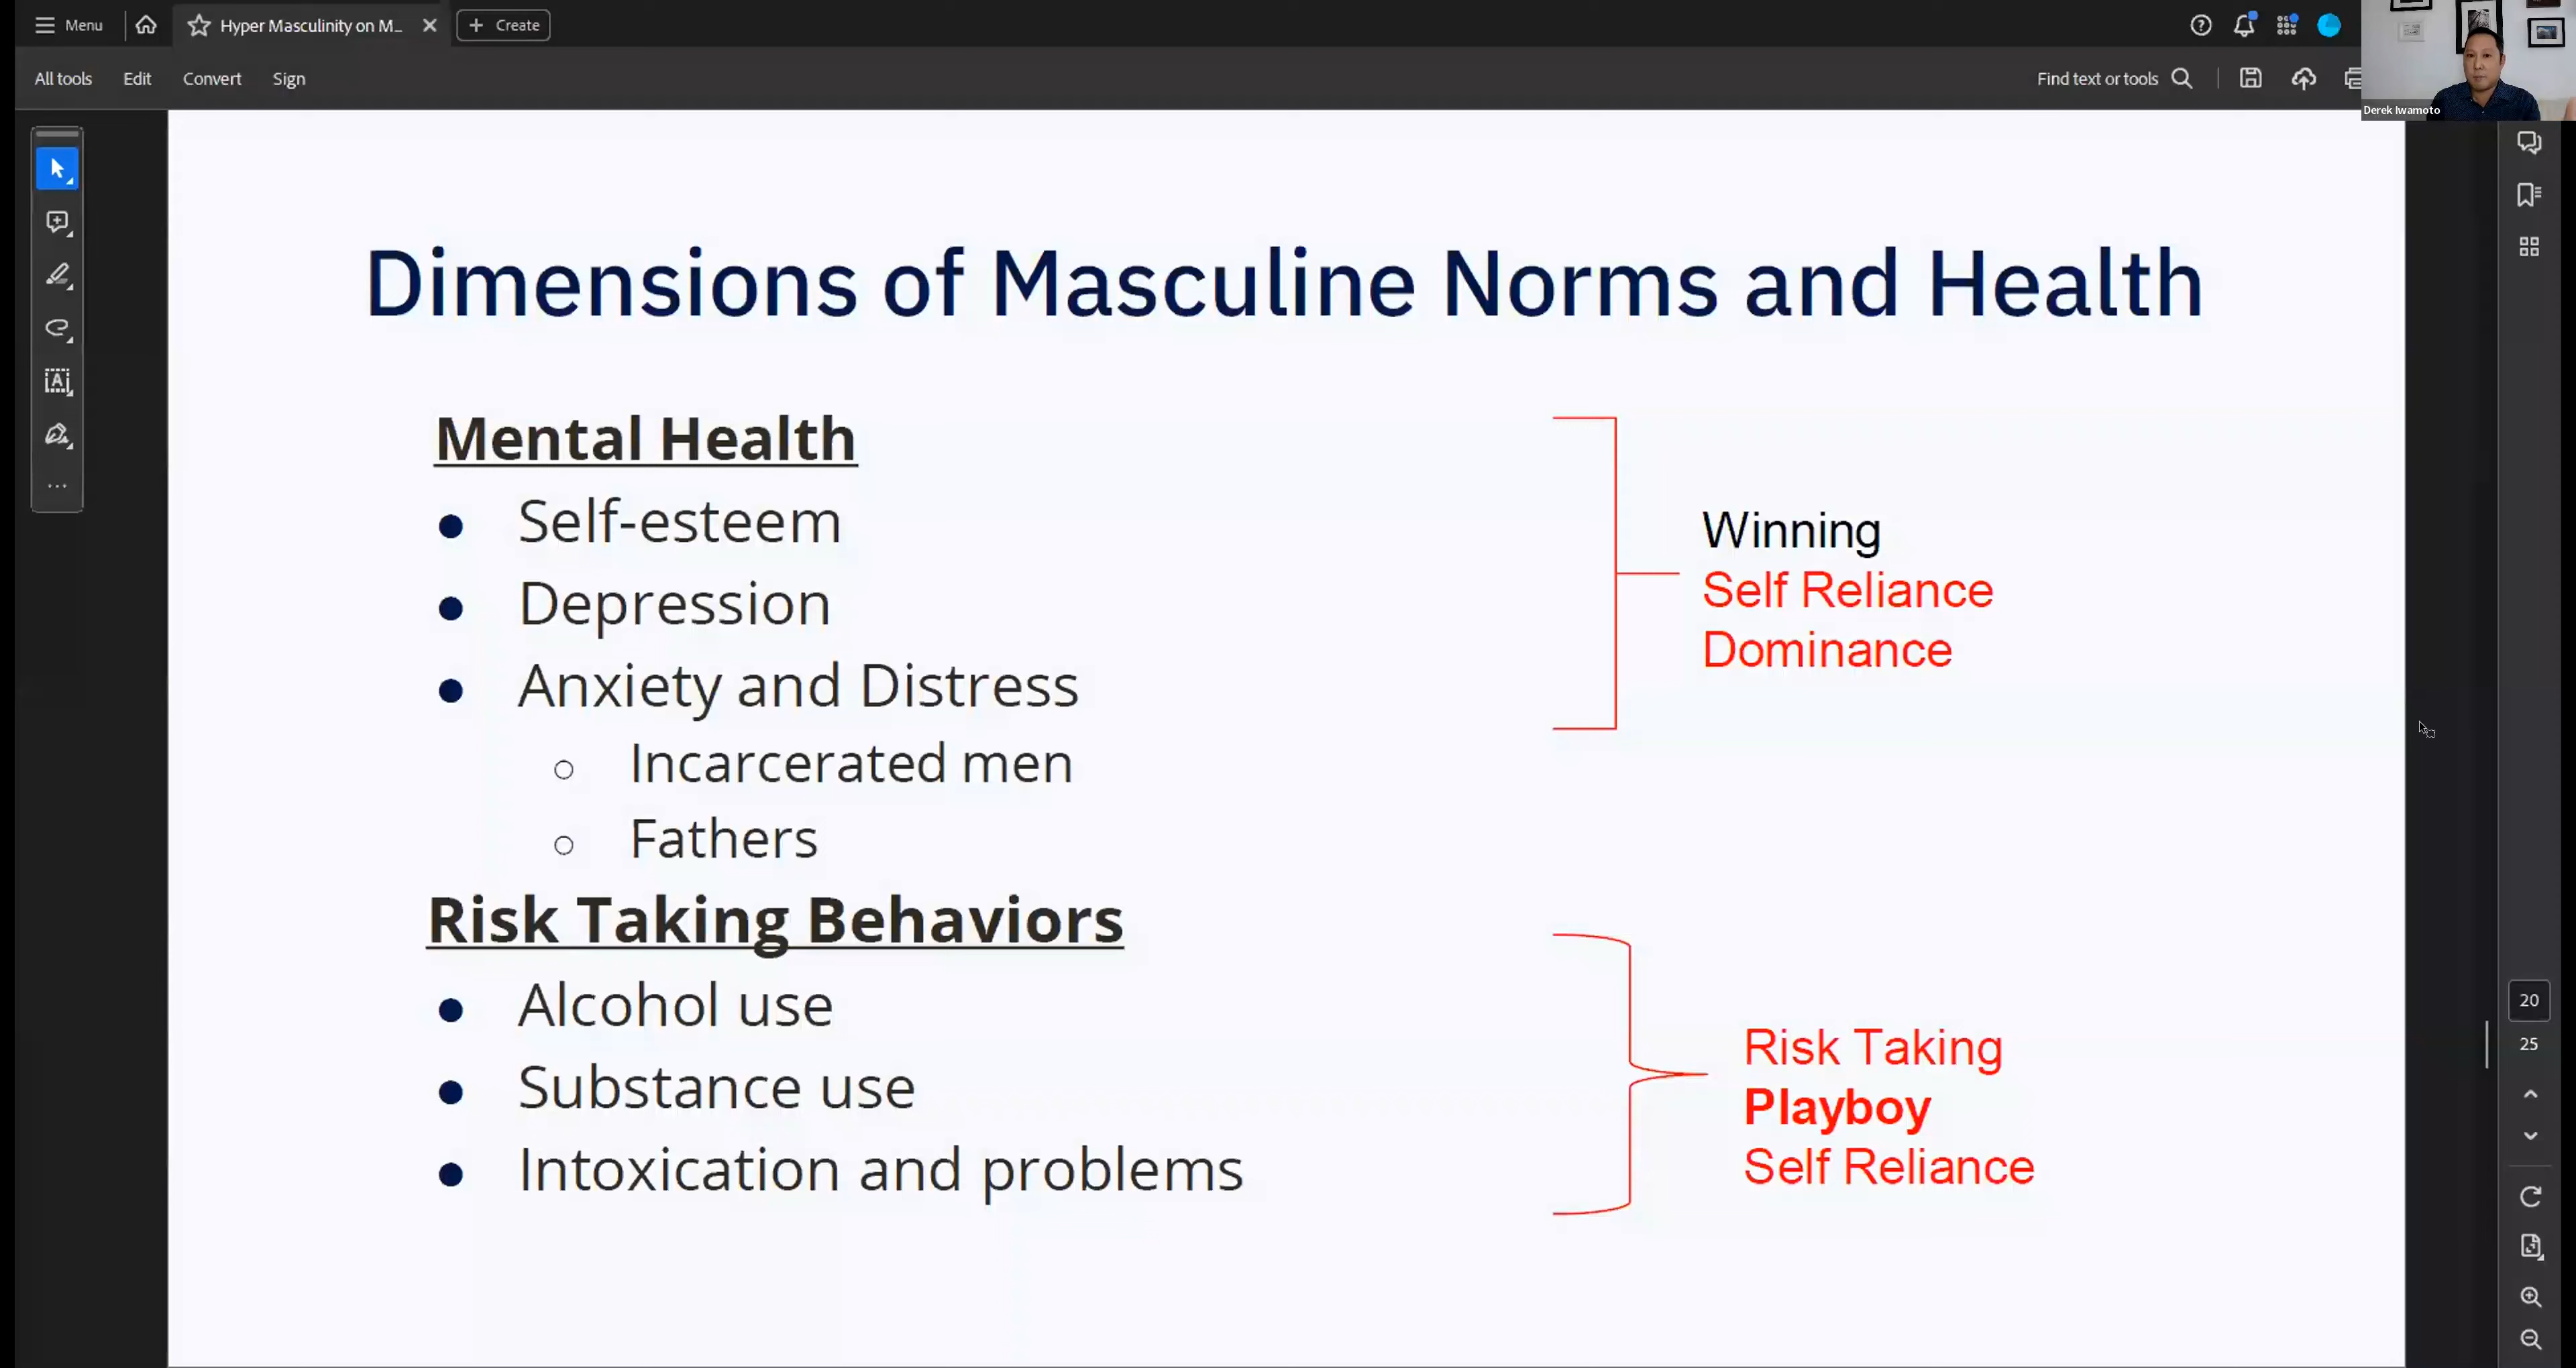 Menu
Hyper Masculinity on M...
Create
All tools
Edit
Convert
Sign
Find text or tools
Derek Iwamoto
Dimensions of Masculine Norms and Health
Mental Health
Self-esteem
Depression
Anxiety and Distress
Incarcerated men
Fathers
Winning
Self Reliance
Dominance
Risk Taking Behaviors
Alcohol use
Substance use
Intoxication and problems
Risk Taking
Playboy
Self Reliance
20
25